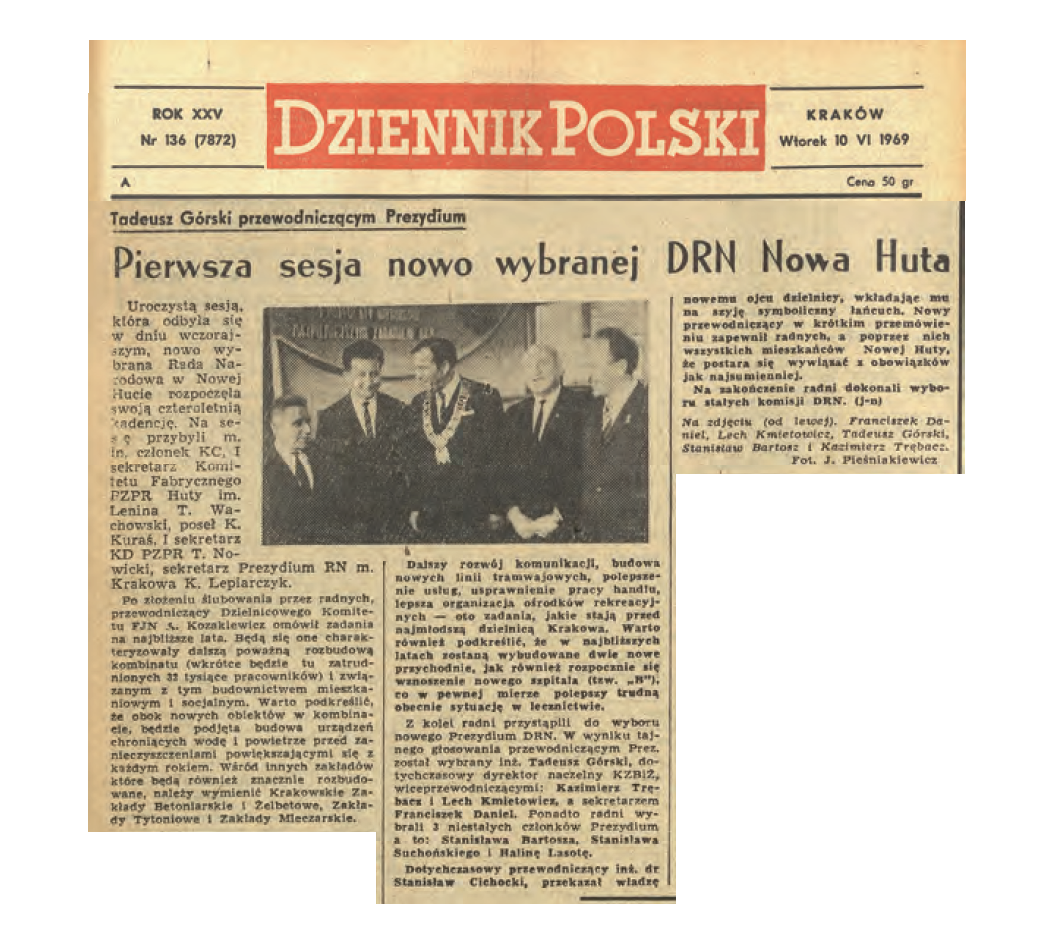 ROK XXV
Nr 136 (7872)
DZIENNIK POLSKI
KRAKÓW
Wtorek 10 VI 1969
A
Cena 50 gr
Tadeusz Górski przewodniczącym Prezydium
Pierwsza sesja nowo wybranej DRN Nowa Huta
Uroczystą sesją,
która odbyła się
w dniu wczoraj-
szym, nowo wy-
brana Rada Na-
rodowa w Nowej
Hucie rozpoczęła
swoją czteroletnią
kadencję. Na se-
przybyli m.
in. członek KC, I
sekretarz Komi-
tetu Fabrycznego
PZPR Huty im.
Lenina T. Wa-
chowski, poseł K.
Kuraś, I sekretarz
KD PZPR T. No-
wicki, sekretarz Prezydium RN m.
Krakowa K. Lepiarczyk.
Po złożeniu ślubowania przez radnych,
przewodniczący Dzielnicowego Komite-
tu FJN A. Kozakiewicz omówił zadania
na najbliższe lata. Będą się one charak-
teryzowały dalszą poważną rozbudową
kombinatu (wkrótce będzie tu zatrud-
nionych 32 tysiące pracowników) i zwią-
zanym z tym budownictwem mieszka-
niowym i socjalnym. Warto podkreślić,
że obok nowych obiektów w kombina-
cie, będzie podjęta budowa urządzeń
chroniących wodę i powietrze przed za-
nieczyszczeniami powiększającymi się z
każdym rokiem. Wśród innych zakładów
które będą również znacznie rozbudo-
wane, należy wymienić Krakowskie Za-
kłady Betoniarskie i Żelbetowe, Zakła-
dy Tytoniowe i Zakłady Mleczarskie.
Dalszy rozwój komunikacji, budowa
nowych linii tramwajowych, polepsze-
nie usług, usprawnienie pracy handlu,
lepsza organizacja ośrodków rekreacyj-
nych — oto zadania, jakie stają przed
najmłodszą dzielnicą Krakowa. Warto
również podkreślić, że w najbliższych
latach zostaną wybudowane dwie nowe
przychodnie, jak również rozpocznie się
wznoszenie nowego szpitala (tzw. „B"),
co w pewnej mierze polepszy trudną
obecnie sytuację w lecznictwie.
Z kolei radni przystąpili do wyboru
nowego Prezydium DRN. W wyniku taj-
nego głosowania przewodniczącym Prez.
został wybrany inż. Tadeusz Górski, do-
tychczasowy dyrektor naczelny KZBiŻ,
wiceprzewodniczącymi: Kazimierz Trę-
bacz i Lech Kmietowicz, a sekretarzem
Franciszek Daniel. Ponadto radni wy-
brali 3 niestałych członków Prezydium
a to: Stanisława Bartosza, Stanisława
Suchońskiego i Halinę Lasotę.
Dotychczasowy przewodniczący inż. dr
Stanisław Cichocki, przekazał władzę
nowemu ojcu dzielnicy, wkładając mu
na szyję symboliczny łańcuch. Nowy
przewodniczący w krótkim przemówie-
niu zapewnił radnych, a poprzez nich
wszystkich mieszkańców Nowej Huty,
że postara się wywiązać z obowiązków
jak najsumienniej.
Na zakończenie radni dokonali wybo-
ru stałych komisji DRN. (j-n)
Na zdjęciu (od lewej). Franciszek Da-
niel, Lech Kmietowicz, Tadeusz Górski,
Stanisław Bartosz i Kazimierz Trębacz.
Fot. J. Pieśniakiewicz